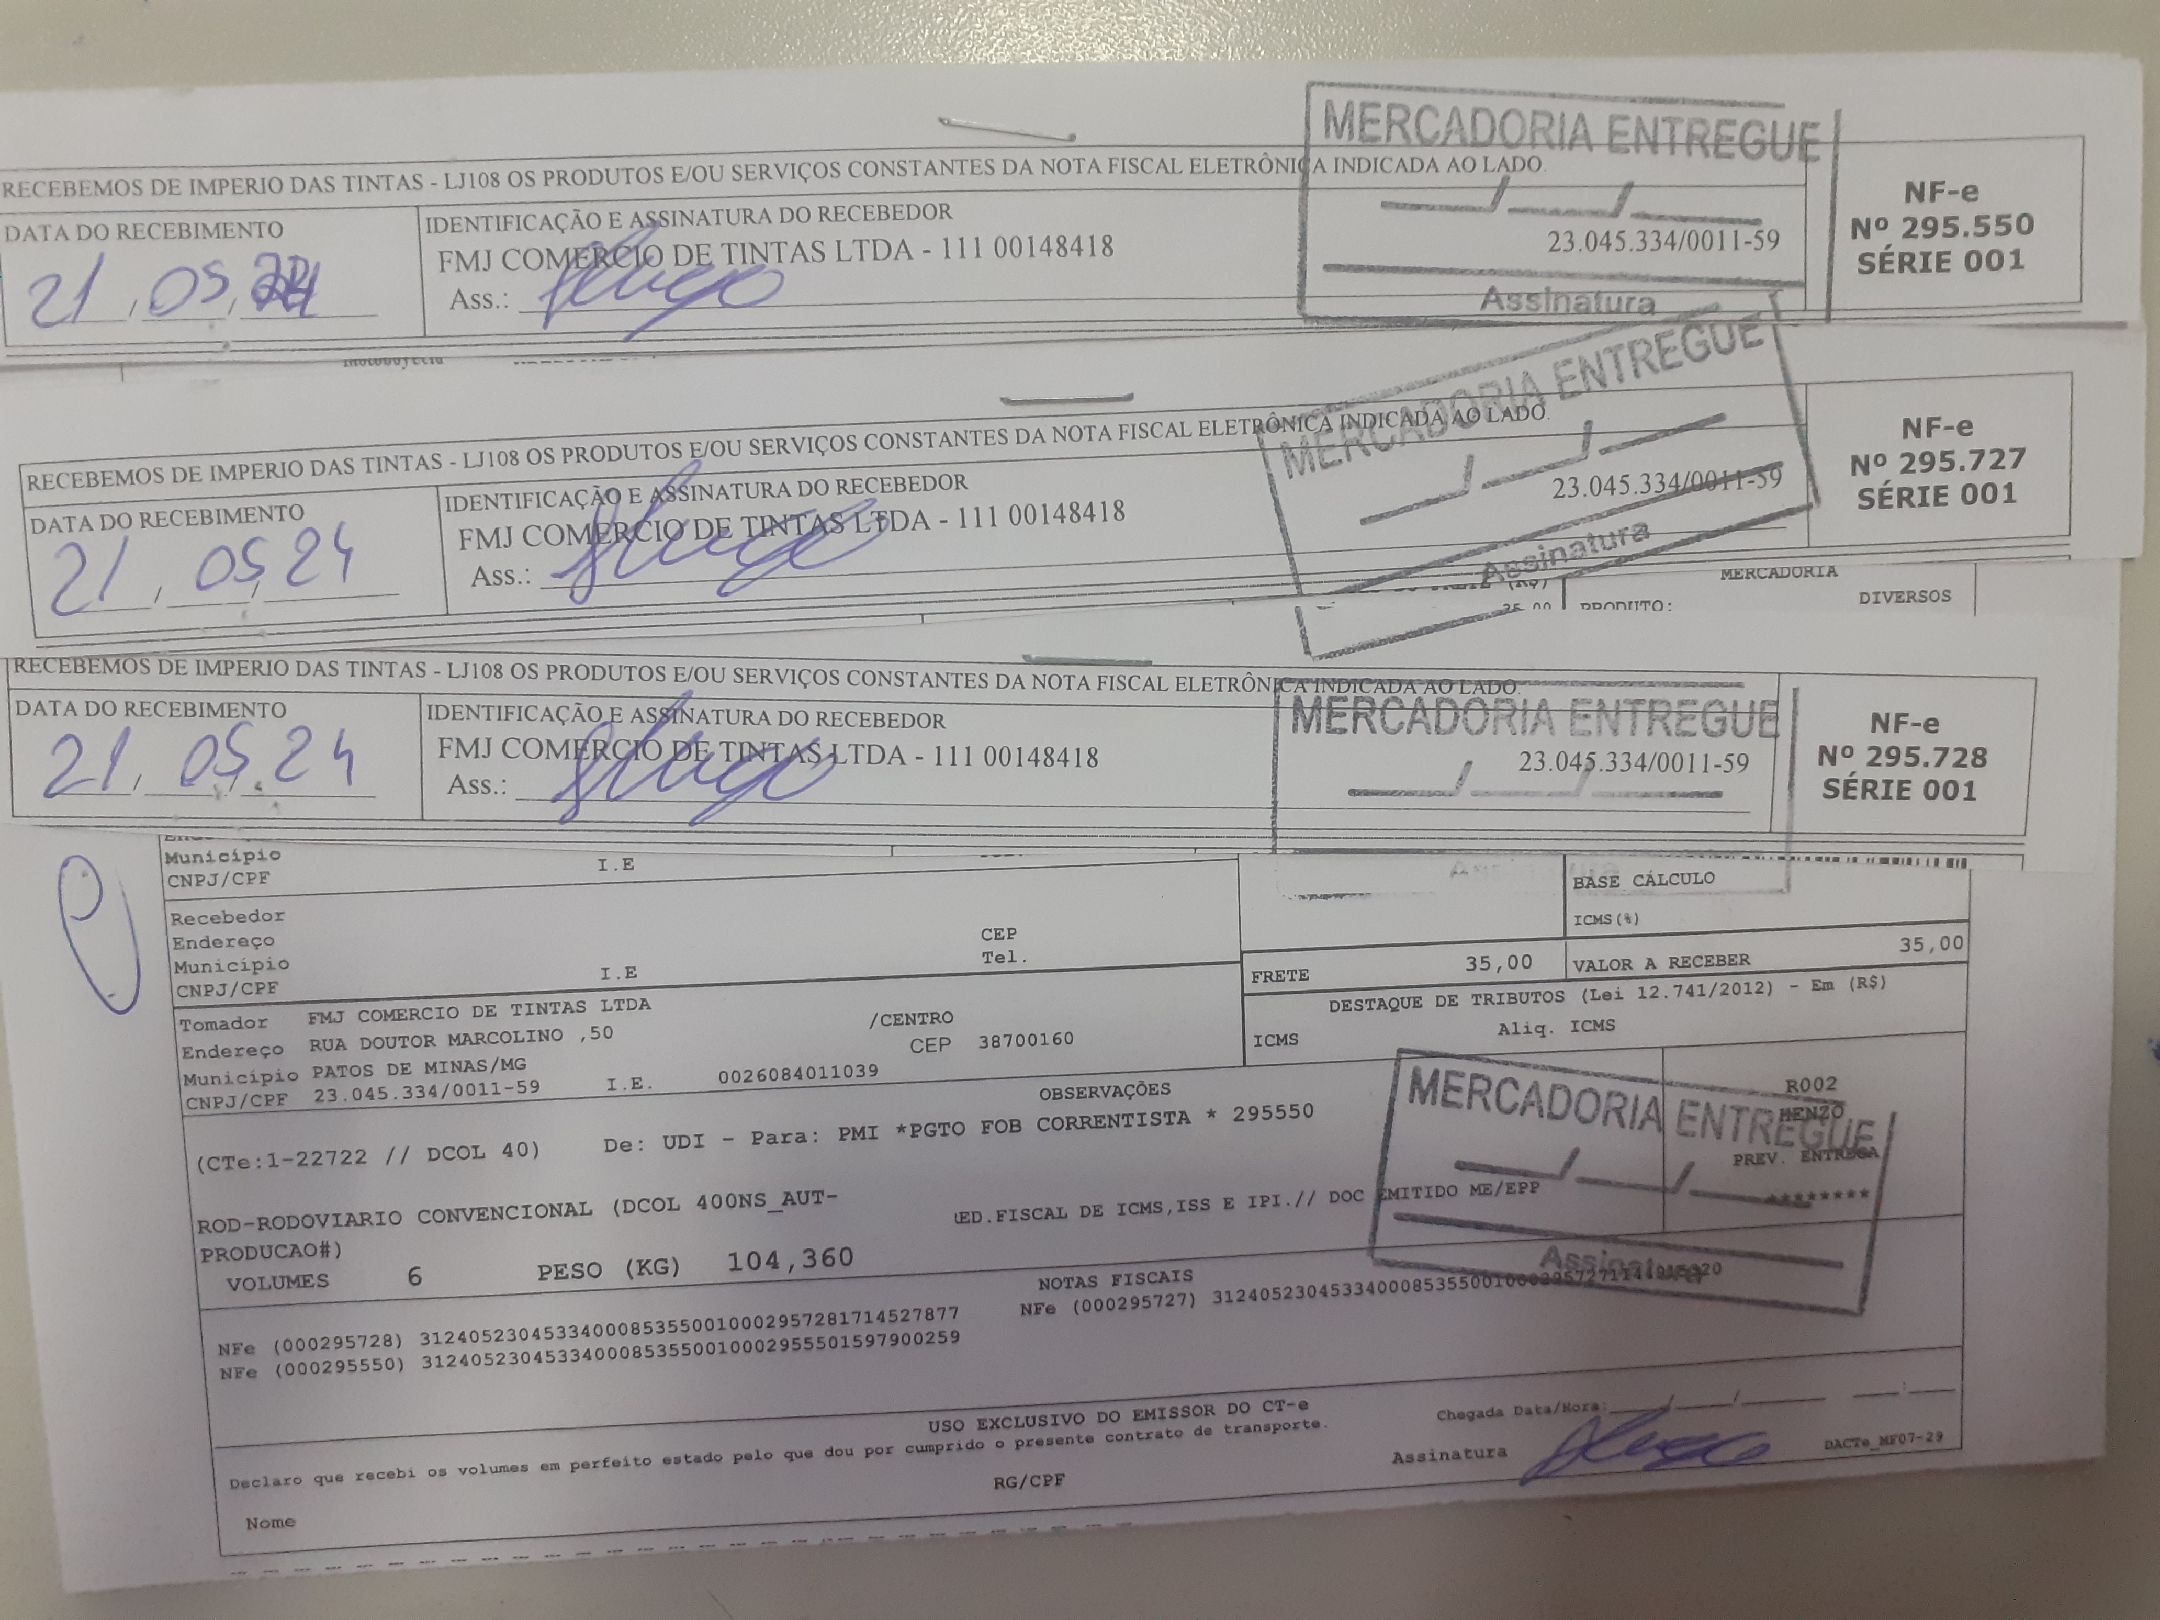 MERCADORIA ENTREGUE
RECEBEMOS DE IMPERIO DAS TINTAS - LJ108 OS PRODUTOS E/OU SERVIÇOS CONSTANTES DA NOTA FISCAL ELETRÔNICA INDICADA AO LADO.
DATA DO RECEBIMENTO
21, 05, 24
IDENTIFICAÇÃO E ASSINATURA DO RECEBEDOR
FMJ COMERCIO DE TINTAS LTDA - 111 00148418
23.045.334/0011-59
Ass.:
Assinatura
NF-e
Nº 295.550
SÉRIE 001
MERCADORIA ENTREGUE
RECEBEMOS DE IMPERIO DAS TINTAS - LJ108 OS PRODUTOS E/OU SERVIÇOS CONSTANTES DA NOTA FISCAL ELETRÔNICA INDICADA AO LADO.
DATA DO RECEBIMENTO
21, 05, 24
IDENTIFICAÇÃO E ASSINATURA DO RECEBEDOR
FMJ COMERCIO DE TINTAS LTDA - 111 00148418
23.045.334/0011-59
Ass.:
Assinatura
NF-e
Nº 295.727
SÉRIE 001
MERCADORIA
PRODUTO: DIVERSOS
RECEBEMOS DE IMPERIO DAS TINTAS - LJ108 OS PRODUTOS E/OU SERVIÇOS CONSTANTES DA NOTA FISCAL ELETRÔNICA INDICADA AO LADO.
MERCADORIA ENTREGUE
DATA DO RECEBIMENTO
21, 05, 24
IDENTIFICAÇÃO E ASSINATURA DO RECEBEDOR
FMJ COMERCIO DE TINTAS LTDA - 111 00148418
23.045.334/0011-59
Ass.:
NF-e
Nº 295.728
SÉRIE 001
Município
CNPJ/CPF I.E
BASE CÁLCULO
ICMS(%)
Recebedor
Endereço CEP
Município Tel.
CNPJ/CPF I.E
FRETE 35,00 VALOR A RECEBER 35,00
Tomador FMJ COMERCIO DE TINTAS LTDA
Endereço RUA DOUTOR MARCOLINO ,50 /CENTRO
Município PATOS DE MINAS/MG CEP 38700160
CNPJ/CPF 23.045.334/0011-59 I.E. 0026084011039
DESTAQUE DE TRIBUTOS (Lei 12.741/2012) - Em (R$)
ICMS Aliq. ICMS
OBSERVAÇÕES
(CTe:1-22722 // DCOL 40) De: UDI - Para: PMI *PGTO FOB CORRENTISTA * 295550
R002
HENZO
PREV. ENTREGA
********
MERCADORIA ENTREGUE
Assinatura
ROD-RODOVIARIO CONVENCIONAL (DCOL 400NS_AUT-
PRODUCAO#)
ED.FISCAL DE ICMS,ISS E IPI.// DOC EMITIDO ME/EPP
VOLUMES 6 PESO (KG) 104,360
NOTAS FISCAIS
NFe (000295728) 31240523045334000853550010002957281714527877
NFe (000295727)
NFe (000295550) 31240523045334000853550010002955501597900259
USO EXCLUSIVO DO EMISSOR DO CT-e
Declaro que recebi os volumes em perfeito estado pelo que dou por cumprido o presente contrato de transporte.
Chegada Data/Hora:
Assinatura
DACTe_MF07-29
Nome
RG/CPF